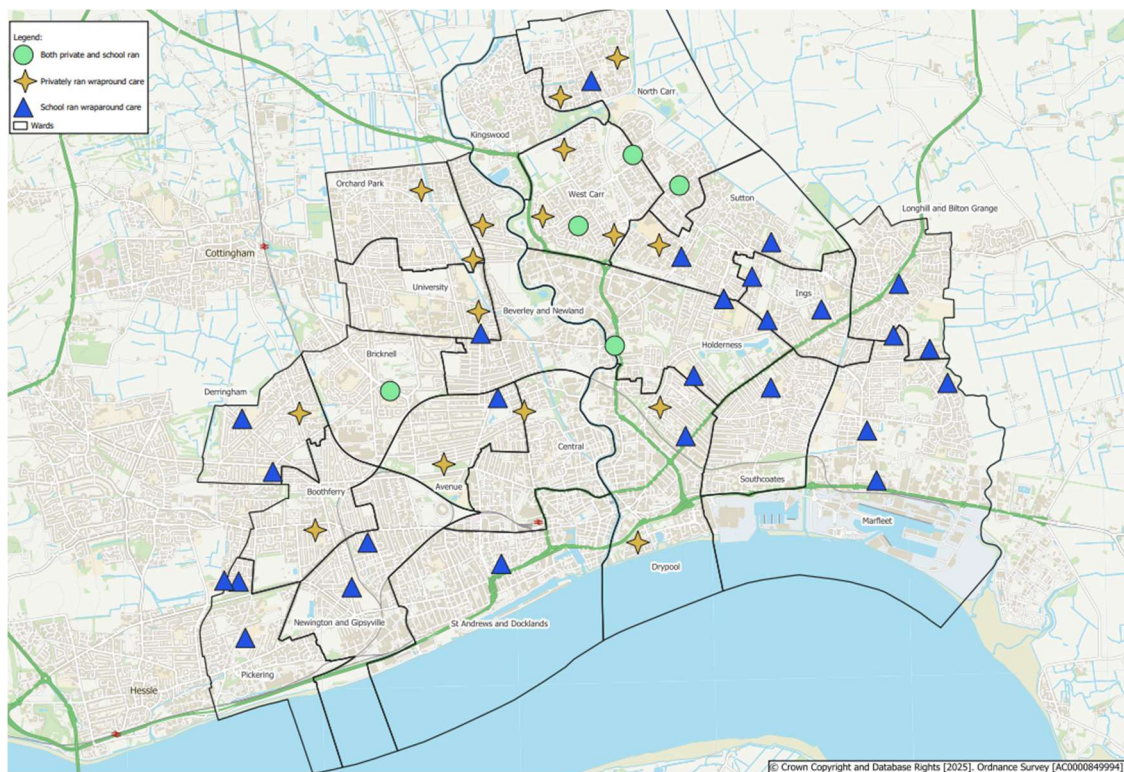 Legend:
Both private and school ran
Privately ran wrapround care
School ran wraparound care
Wards
North Carr
Kingswood
Orchard Park
West Carr
Sutton
Longhill and Bilton Grange
Cottingham
University
Ings
Beverley and Newland
Holderness
Bricknell
Derringham
Central
Avenue
Boothferry
Southcoates
Marfleet
Drypool
Newington and Gipsyville
St Andrews and Docklands
Pickering
Hessle
© Crown Copyright and Database Rights [2025]. Ordnance Survey [AC0000849994]